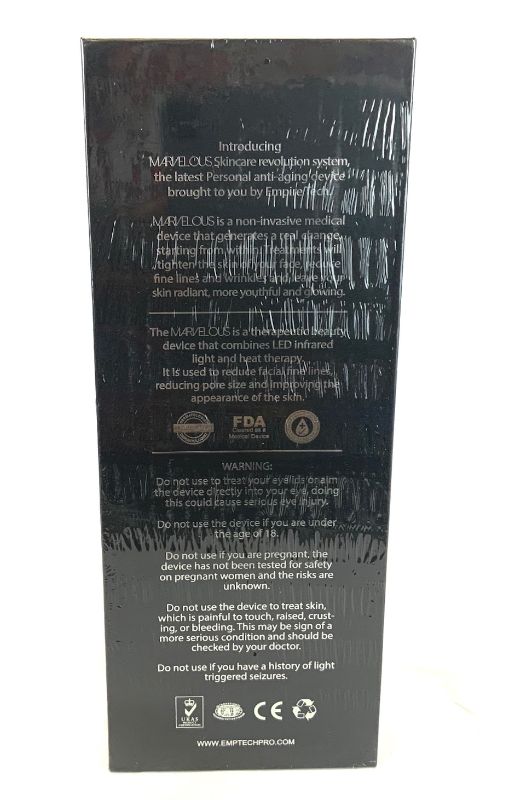 Introducing
MARVELOUS Skincare revolution system,
the latest Personal anti-aging device
brought to you by Empire Tech.
MARVELOUS is a non-invasive medical
device that generates a real change,
starting from within. Treatments will
tighten the skin of your face, reduce
fine lines and wrinkles and, leave your
skin radiant, more youthful and glowing.
The MARVELOUS is a therapeutic beauty
device that combines LED infrared
light and heat therapy.
It is used to reduce facial fine lines,
reducing pore size and improving the
appearance of the skin.
FDA
Cleared as a
Medical Device
WARNING:
Do not use to treat your eyelids or aim
the device directly into your eye, doing
this could cause serious eye injury.
Do not use the device if you are under
the age of 18.
Do not use if you are pregnant. the
device has not been tested for safety
on pregnant women and the risks are
unknown.
Do not use the device to treat skin,
which is painful to touch, raised, crust-
ing, or bleeding. This may be sign of a
more serious condition and should be
checked by your doctor.
Do not use if you have a history of light
triggered seizures.
UKAS
CE
WWW.EMPTECHPRO.COM